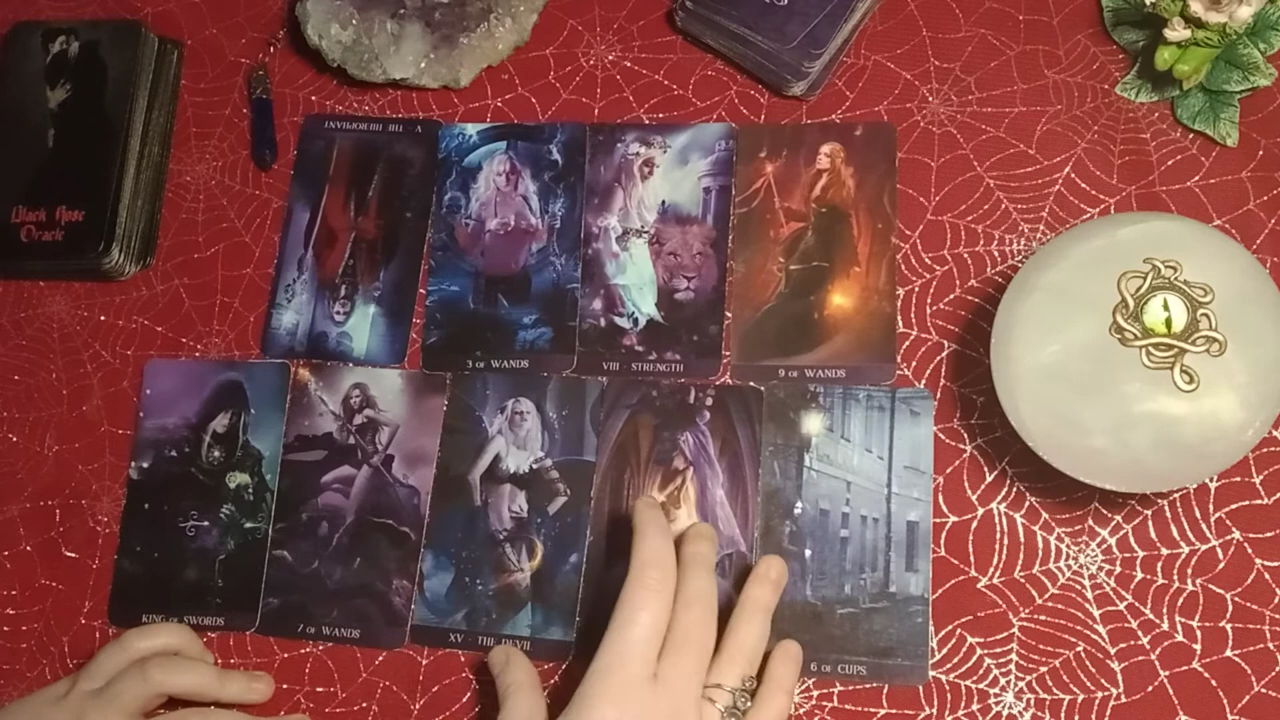 Black Rose
Oracle
V · THE HIEROPHANT
3 OF WANDS
VIII · STRENGTH
9 OF WANDS
KING OF SWORDS
7 OF WANDS
XV · THE DEVIL
6 OF CUPS